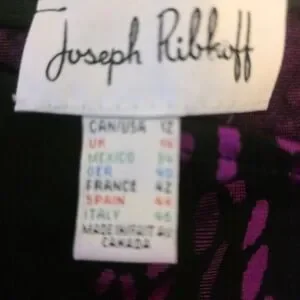 Joseph Ribkoff
CAN/USA 12
UK 16
MEXICO 34
GER 40
FRANCE 42
SPAIN 44
ITALY 46
MADE IN/FAIT AU
CANADA